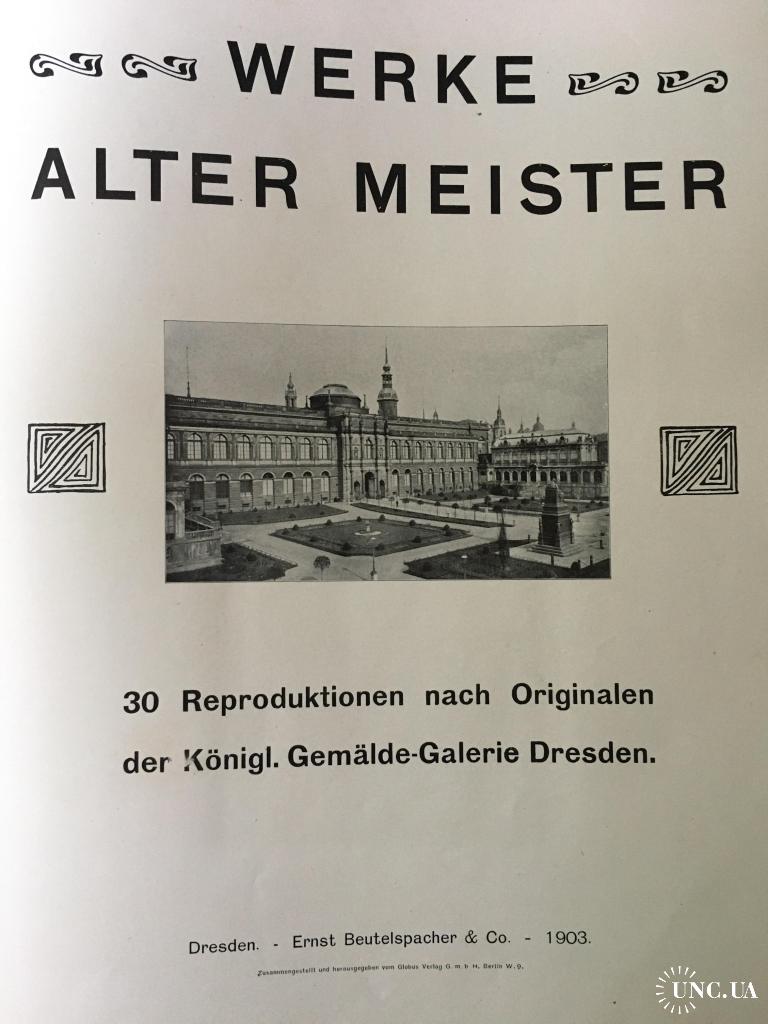 WERKE
ALTER MEISTER
30 Reproduktionen nach Originalen
der Königl. Gemälde-Galerie Dresden.
Dresden. - Ernst Beutelspacher & Co. - 1903.
Zusammengestellt und herausgegeben vom Globus Verlag G. m. b. H. Berlin W. 9.
UNC.UA